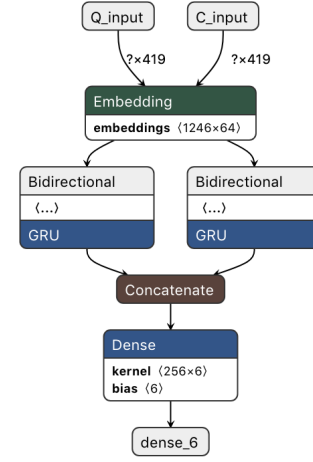 Q_input
C_input
?×419
?×419
Embedding
embeddings 〈1246×64〉
Bidirectional
Bidirectional
〈...〉
〈...〉
GRU
GRU
Concatenate
Dense
kernel 〈256×6〉
bias 〈6〉
dense_6